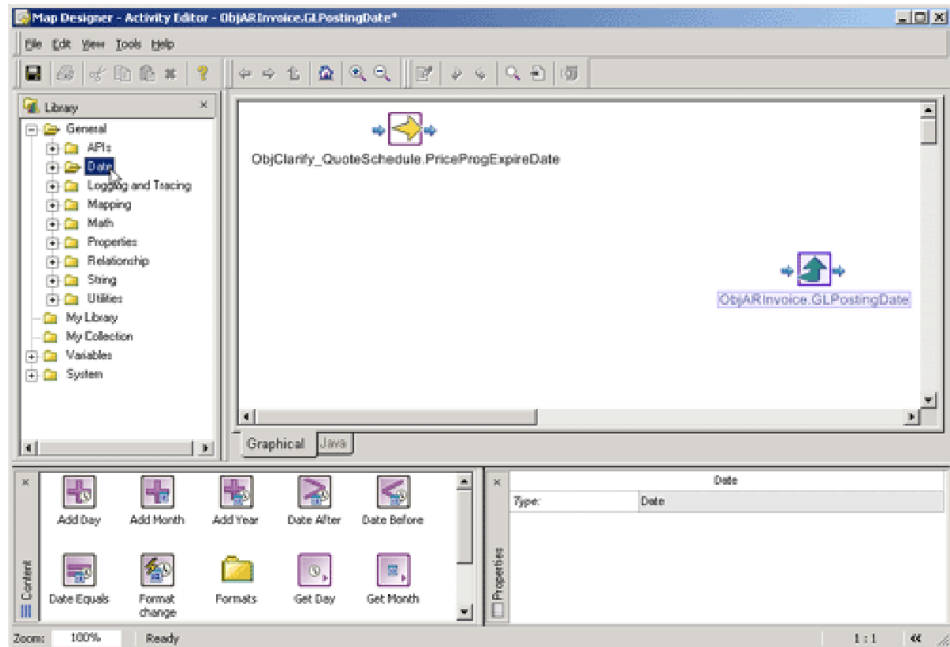 Map Designer - Activity Editor - ObjARInvoice.GLPostingDate*
File Edit View Tools Help
Library
General
APIs
Date
Logging and Tracing
Mapping
Math
Properties
Relationship
String
Utilities
My Library
My Collection
Variables
System
ObjClarify_QuoteSchedule.PriceProgExpireDate
ObjARInvoice.GLPostingDate
Graphical Java
Content
Add Day Add Month Add Year Date After Date Before
Date Equals Format change Formats Get Day Get Month
Properties
Date
Type: Date
Zoom: 100% Ready 1 : 1